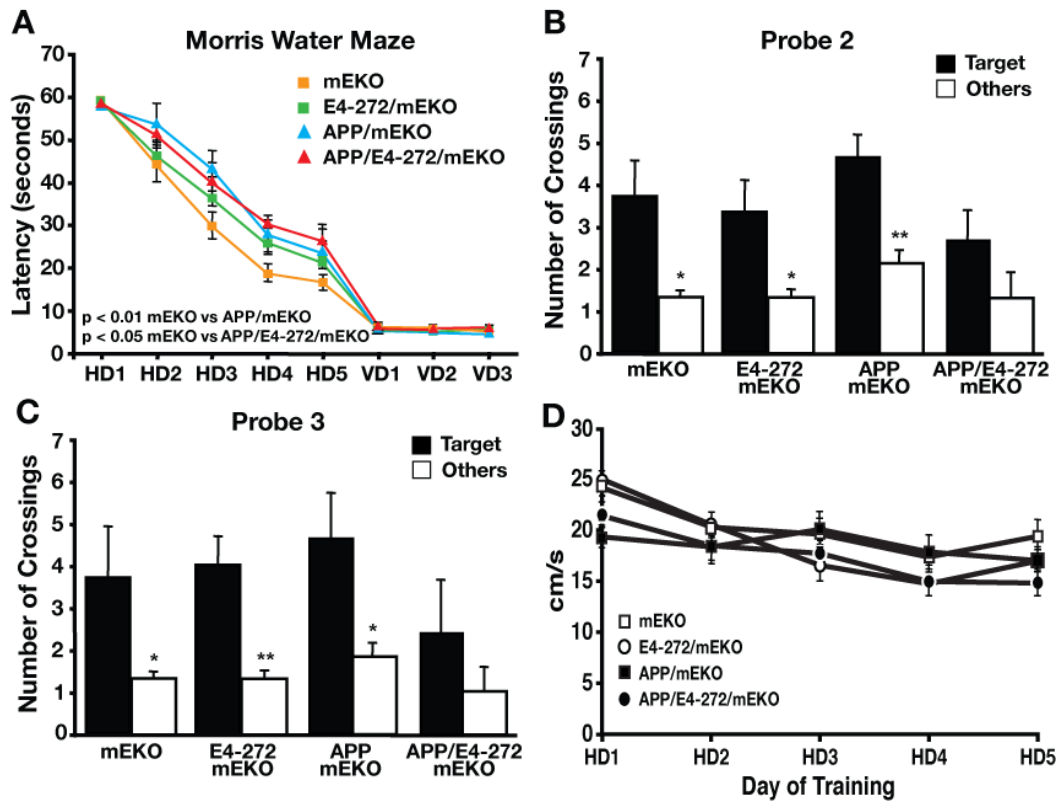 A
Morris Water Maze
Latency (seconds)
70
60
50
40
30
20
10
0
mEKO
E4-272/mEKO
APP/mEKO
APP/E4-272/mEKO
p < 0.01 mEKO vs APP/mEKO
p < 0.05 mEKO vs APP/E4-272/mEKO
HD1 HD2 HD3 HD4 HD5 VD1 VD2 VD3
B
Probe 2
Number of Crossings
7
6
5
4
3
2
1
0
Target
Others
*
*
**
mEKO
E4-272
mEKO
APP
mEKO
APP/E4-272
mEKO
C
Probe 3
Number of Crossings
7
6
5
4
3
2
1
0
Target
Others
*
**
*
mEKO
E4-272
mEKO
APP
mEKO
APP/E4-272
mEKO
D
cm/s
30
25
20
15
10
5
0
mEKO
E4-272/mEKO
APP/mEKO
APP/E4-272/mEKO
HD1 HD2 HD3 HD4 HD5
Day of Training